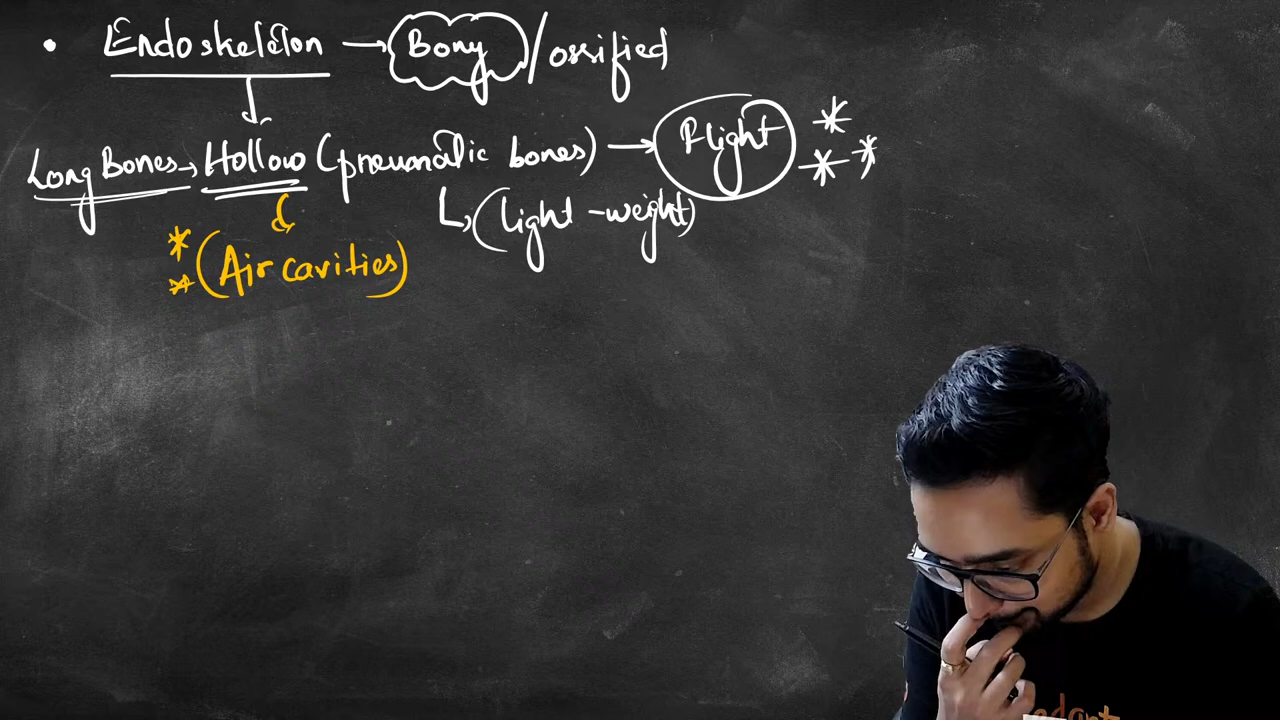 • Endoskeleton → Bony / ossified
Long Bones → Hollow (pneumatic bones) → Flight ***
↳ (light-weight)
** (Air cavities)